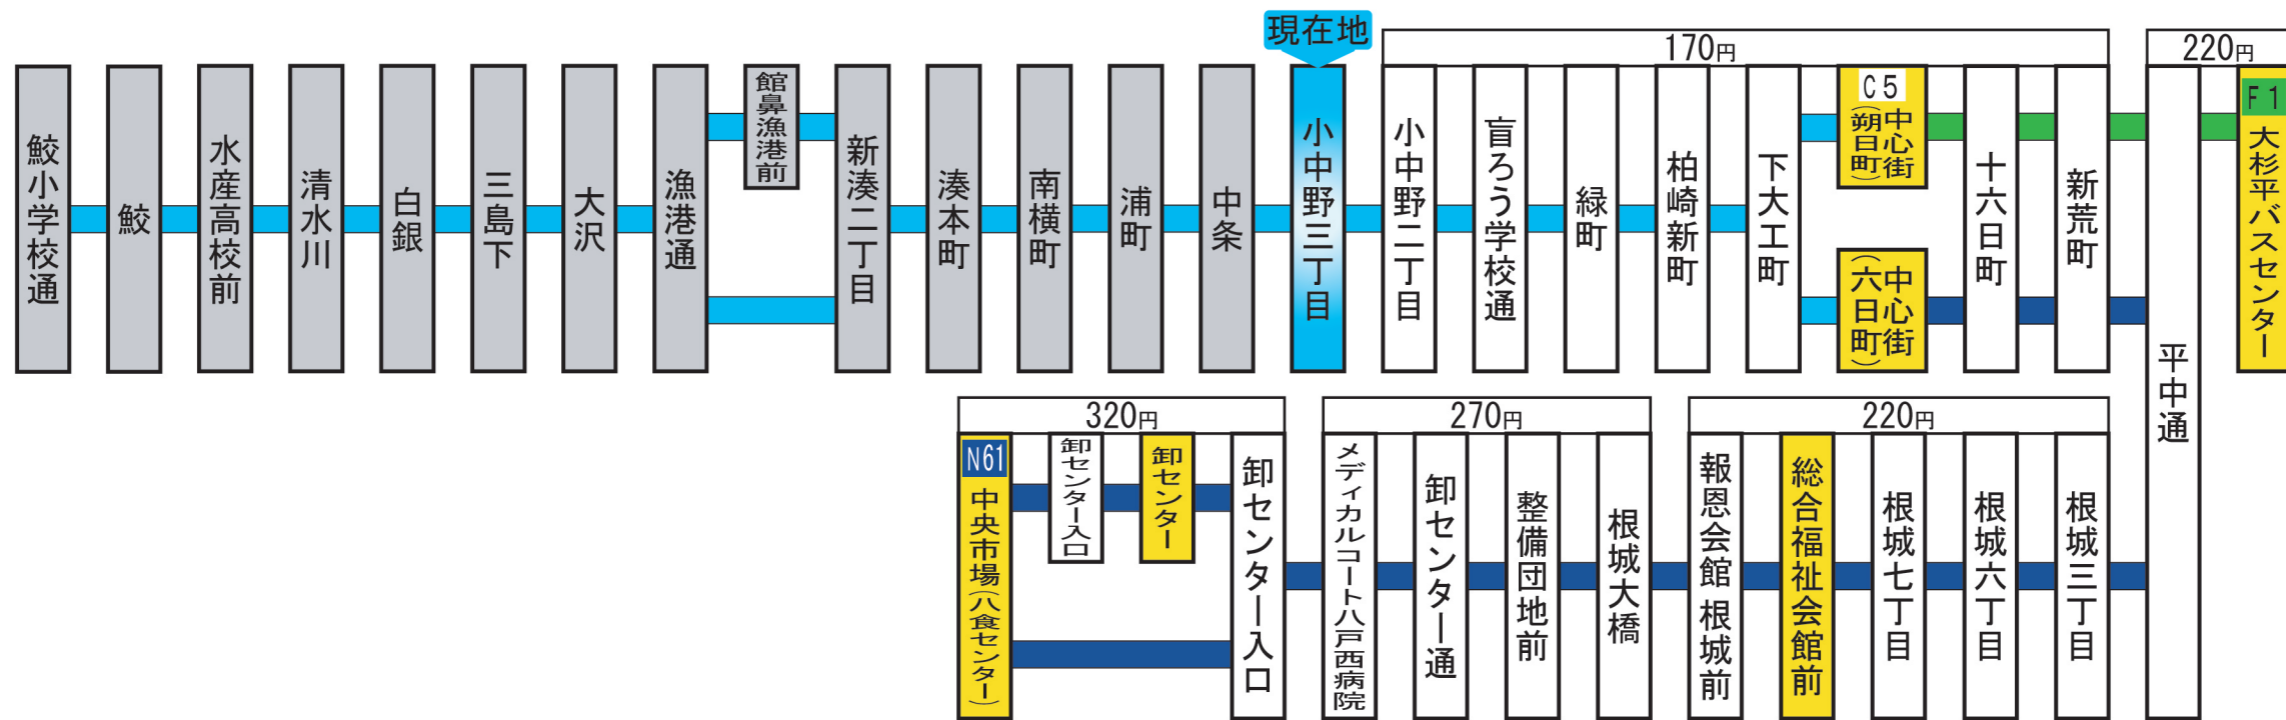 現在地
170円
220円
鮫小学校通
鮫
水産高校前
清水川
白銀
三島下
大沢
漁港通
館鼻漁港前
新湊二丁目
湊本町
南横町
浦町
中条
小中野三丁目
小中野二丁目
盲ろう学校通
緑町
柏崎新町
下大工町
C5
中心街
(朔日町)
中心街
(六日町)
十六日町
新荒町
平中通
F1
大杉平バスセンター
320円
270円
220円
N61
中央市場(八食センター)
卸センター入口
卸センター
卸センター入口
メディカルコート八戸西病院
卸センター通
整備団地前
根城大橋
報恩会館 根城前
総合福祉会館前
根城七丁目
根城六丁目
根城三丁目